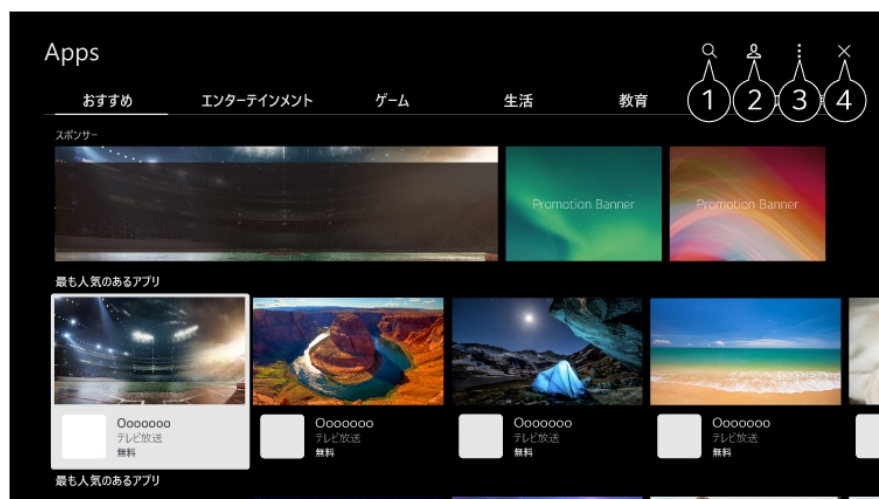 Apps
おすすめ エンターテインメント ゲーム 生活 教育
1 2 3 4
スポンサー
Promotion Banner Promotion Banner
最も人気のあるアプリ
Ooooooo Ooooooo Ooooooo Ooooooo
テレビ放送 テレビ放送 テレビ放送 テレビ放送
無料 無料 無料 無料
最も人気のあるアプリ